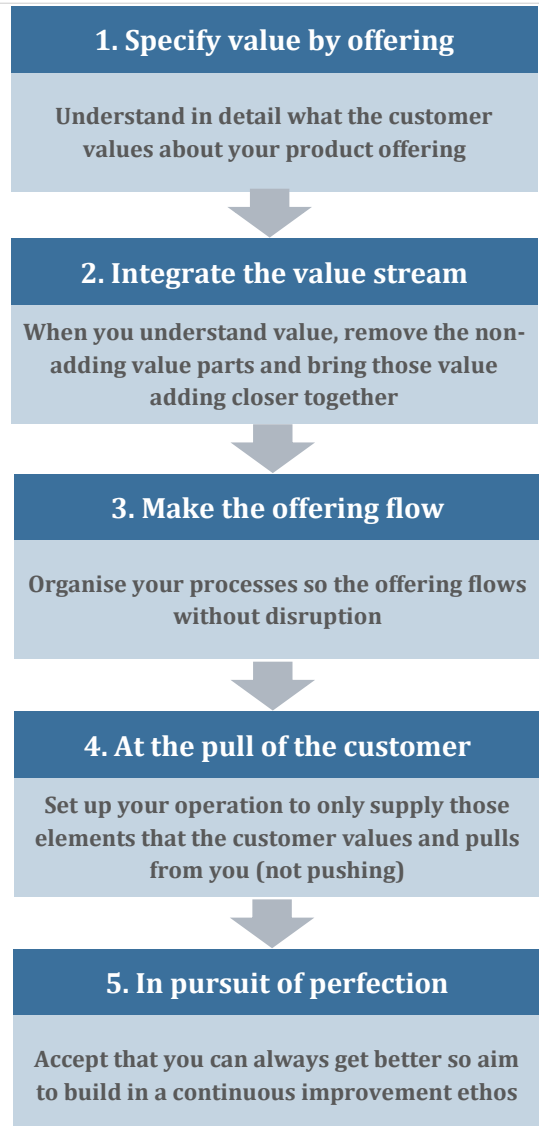 1. Specify value by offering
Understand in detail what the customer
values about your product offering
2. Integrate the value stream
When you understand value, remove the non-
adding value parts and bring those value
adding closer together
3. Make the offering flow
Organise your processes so the offering flows
without disruption
4. At the pull of the customer
Set up your operation to only supply those
elements that the customer values and pulls
from you (not pushing)
5. In pursuit of perfection
Accept that you can always get better so aim
to build in a continuous improvement ethos